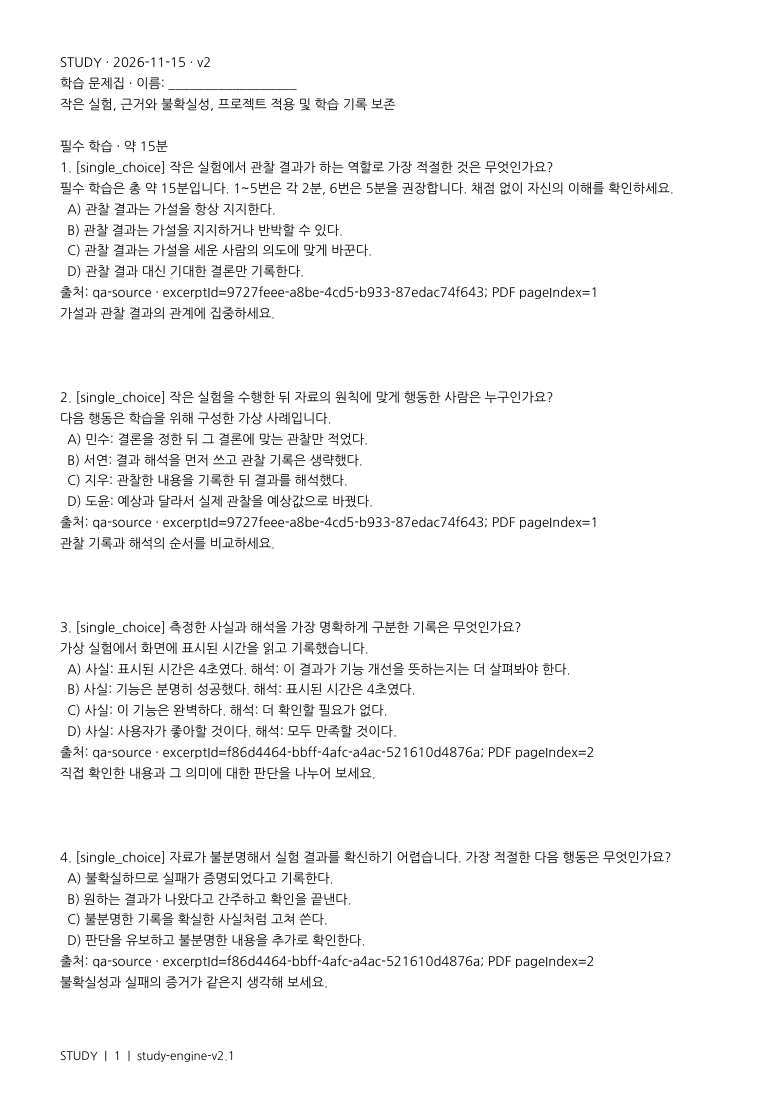 STUDY · 2026-11-15 · v2
학습 문제집 · 이름: ___________________
작은 실험, 근거와 불확실성, 프로젝트 적용 및 학습 기록 보존
필수 학습 · 약 15분
1. [single_choice] 작은 실험에서 관찰 결과가 하는 역할로 가장 적절한 것은 무엇인가요?
필수 학습은 총 약 15분입니다. 1~5번은 각 2분, 6번은 5분을 권장합니다. 채점 없이 자신의 이해를 확인하세요.
A) 관찰 결과는 가설을 항상 지지한다.
B) 관찰 결과는 가설을 지지하거나 반박할 수 있다.
C) 관찰 결과는 가설을 세운 사람의 의도에 맞게 바꾼다.
D) 관찰 결과 대신 기대한 결론만 기록한다.
출처: qa-source · excerptId=9727feee-a8be-4cd5-b933-87edac74f643; PDF pageIndex=1
가설과 관찰 결과의 관계에 집중하세요.
2. [single_choice] 작은 실험을 수행한 뒤 자료의 원칙에 맞게 행동한 사람은 누구인가요?
다음 행동은 학습을 위해 구성한 가상 사례입니다.
A) 민수: 결론을 정한 뒤 그 결론에 맞는 관찰만 적었다.
B) 서연: 결과 해석을 먼저 쓰고 관찰 기록은 생략했다.
C) 지우: 관찰한 내용을 기록한 뒤 결과를 해석했다.
D) 도윤: 예상과 달라서 실제 관찰을 예상값으로 바꿨다.
출처: qa-source · excerptId=9727feee-a8be-4cd5-b933-87edac74f643; PDF pageIndex=1
관찰 기록과 해석의 순서를 비교하세요.
3. [single_choice] 측정한 사실과 해석을 가장 명확하게 구분한 기록은 무엇인가요?
가상 실험에서 화면에 표시된 시간을 읽고 기록했습니다.
A) 사실: 표시된 시간은 4초였다. 해석: 이 결과가 기능 개선을 뜻하는지는 더 살펴봐야 한다.
B) 사실: 기능은 분명히 성공했다. 해석: 표시된 시간은 4초였다.
C) 사실: 이 기능은 완벽하다. 해석: 더 확인할 필요가 없다.
D) 사실: 사용자가 좋아할 것이다. 해석: 모두 만족할 것이다.
출처: qa-source · excerptId=f86d4464-bbff-4afc-a4ac-521610d4876a; PDF pageIndex=2
직접 확인한 내용과 그 의미에 대한 판단을 나누어 보세요.
4. [single_choice] 자료가 불분명해서 실험 결과를 확신하기 어렵습니다. 가장 적절한 다음 행동은 무엇인가요?
A) 불확실하므로 실패가 증명되었다고 기록한다.
B) 원하는 결과가 나왔다고 간주하고 확인을 끝낸다.
C) 불분명한 기록을 확실한 사실처럼 고쳐 쓴다.
D) 판단을 유보하고 불분명한 내용을 추가로 확인한다.
출처: qa-source · excerptId=f86d4464-bbff-4afc-a4ac-521610d4876a; PDF pageIndex=2
불확실성과 실패의 증거가 같은지 생각해 보세요.
STUDY | 1 | study-engine-v2.1